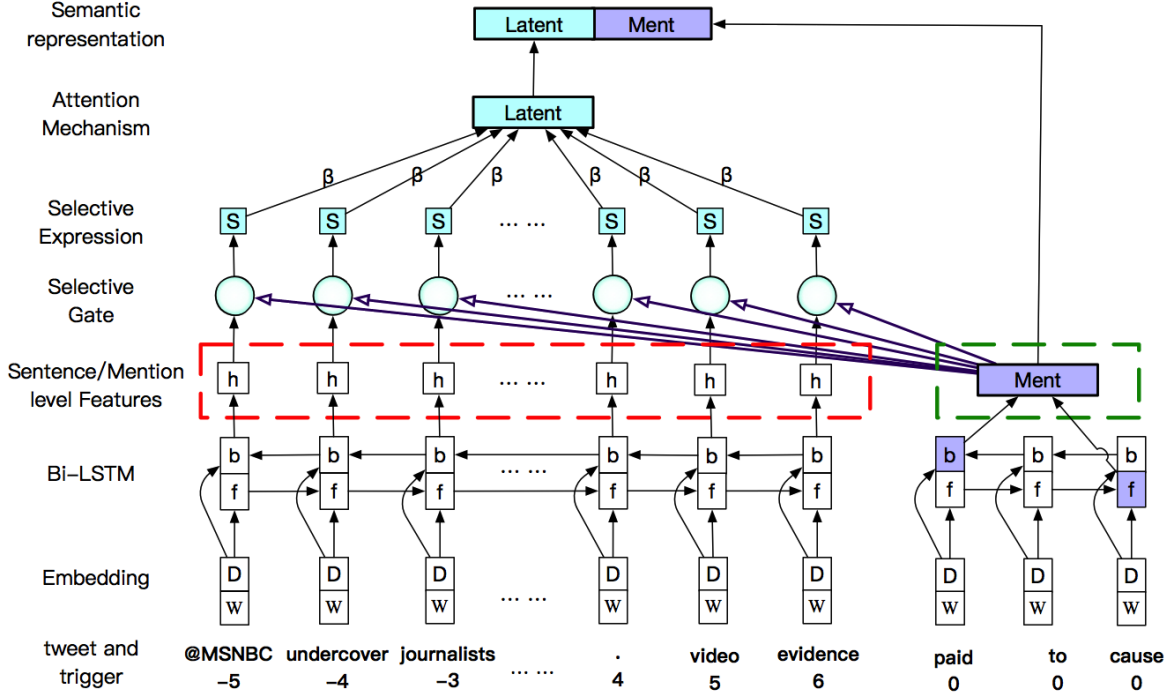 Semantic
representation
Latent Ment
Attention
Mechanism
Latent
β β β β β β
Selective
Expression
S S S ... ... S S S
Selective
Gate
... ...
Sentence/Mention
level Features
h h h ... ... h h h
Ment
Bi-LSTM
b b b ... ... b b b b b b
f f f f f f f f f
Embedding
D D D ... ... D D D D D D
W W W W W W W W W
tweet and
trigger
@MSNBC undercover journalists ... ... . video evidence paid to cause
-5 -4 -3 4 5 6 0 0 0